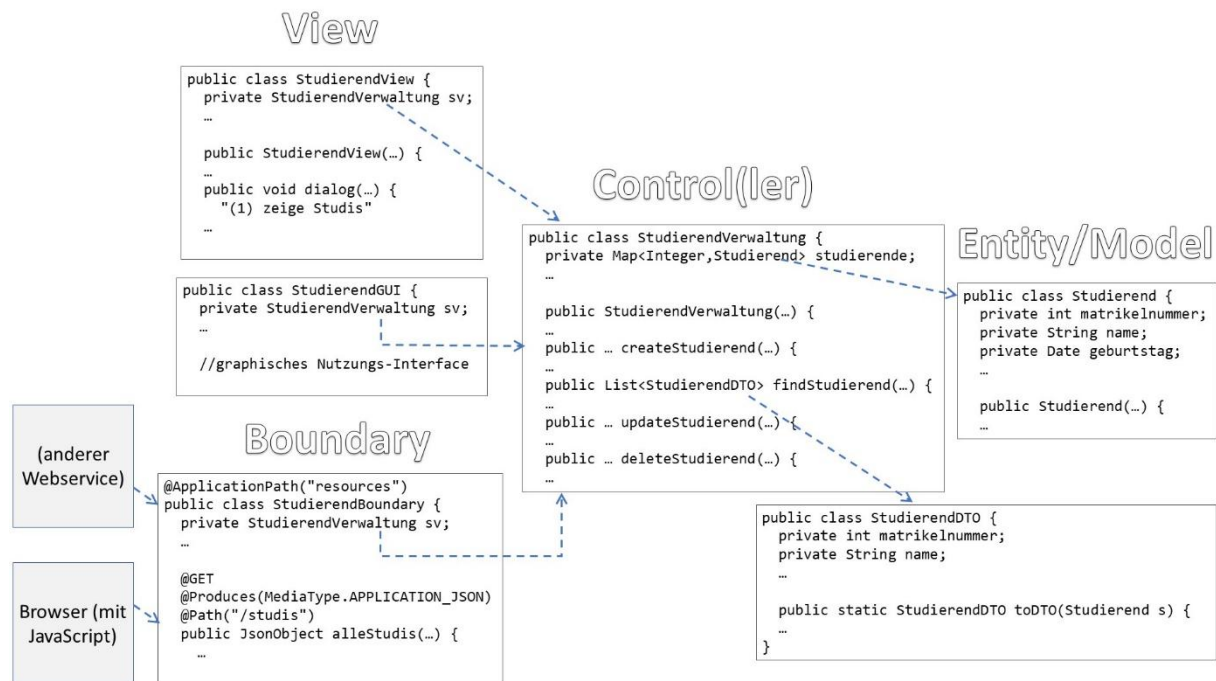 View
public class StudierendView {
private StudierendVerwaltung sv;
…
public StudierendView(…) {
…
public void dialog(…) {
"(1) zeige Studis"
…
public class StudierendGUI {
private StudierendVerwaltung sv;
…
//graphisches Nutzungs-Interface
Control(ler)
public class StudierendVerwaltung {
private Map<Integer,Studierend> studierende;
…
public StudierendVerwaltung(…) {
…
public … createStudierend(…) {
…
public List<StudierendDTO> findStudierend(…) {
…
public … updateStudierend(…) {
…
public … deleteStudierend(…) {
…
Entity/Model
public class Studierend {
private int matrikelnummer;
private String name;
private Date geburtstag;
…
public Studierend(…) {
…
(anderer
Webservice)
Browser (mit
JavaScript)
Boundary
@ApplicationPath("resources")
public class StudierendBoundary {
private StudierendVerwaltung sv;
…
@GET
@Produces(MediaType.APPLICATION_JSON)
@Path("/studis")
public JsonObject alleStudis(…) {
…
public class StudierendDTO {
private int matrikelnummer;
private String name;
…
public static StudierendDTO toDTO(Studierend s) {
…
}